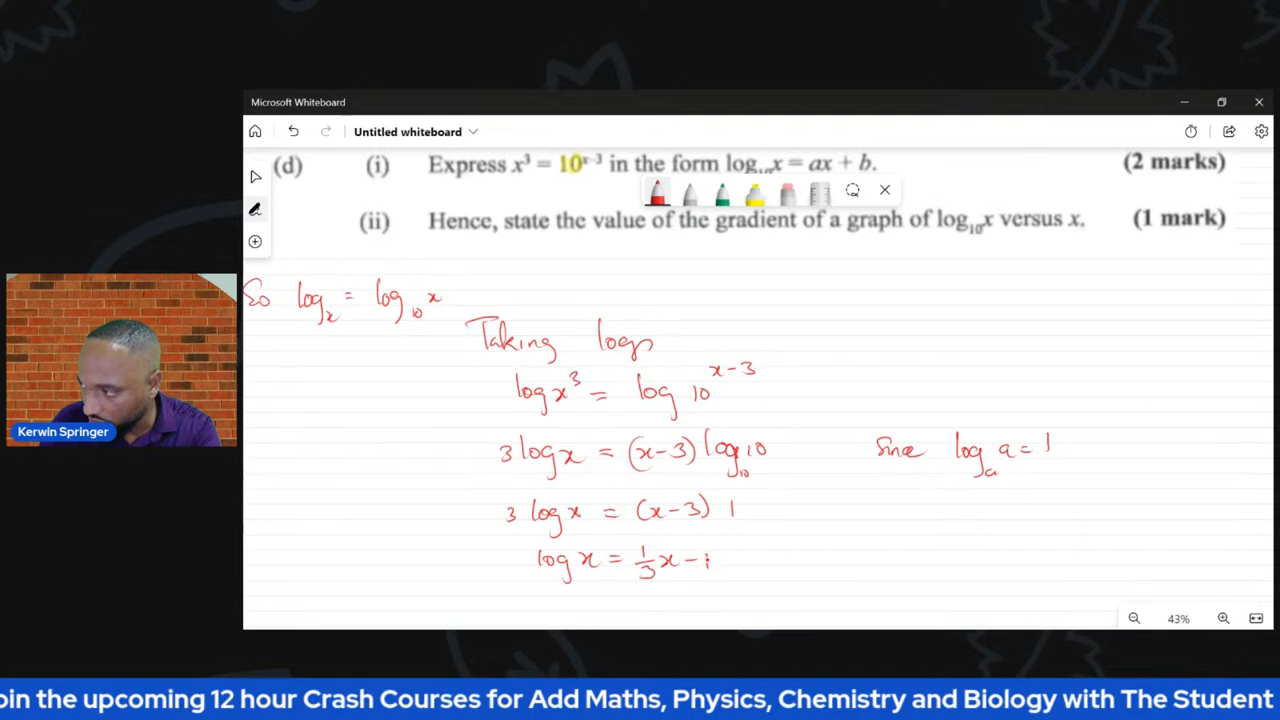 Microsoft Whiteboard
Untitled whiteboard
(d) (i) Express x³ = 10ˣ⁻³ in the form log₁₀x = ax + b. (2 marks)
(ii) Hence, state the value of the gradient of a graph of log₁₀x versus x. (1 mark)
So logₓ = log₁₀ x
Taking logs
log x³ = log 10ˣ⁻³
3 log x = (x-3) log₁₀ 10 Since logₐ a = 1
3 log x = (x-3) 1
log x = 1/3 x - 1
Kerwin Springer
43%
oin the upcoming 12 hour Crash Courses for Add Maths, Physics, Chemistry and Biology with The Student